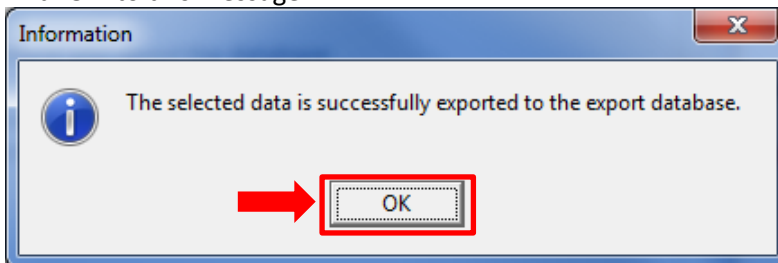 Information
The selected data is successfully exported to the export database.
OK